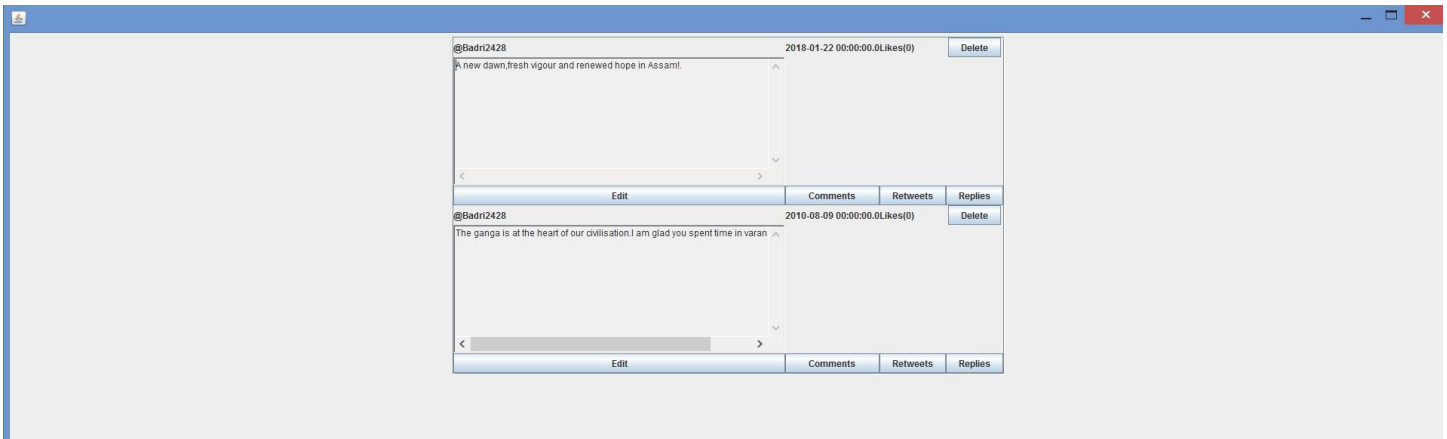 @Badri2428 2018-01-22 00:00:00.0Likes(0) Delete
A new dawn,fresh vigour and renewed hope in Assam!.
Edit Comments Retweets Replies
@Badri2428 2010-08-09 00:00:00.0Likes(0) Delete
The ganga is at the heart of our civilisation.I am glad you spent time in varan
Edit Comments Retweets Replies